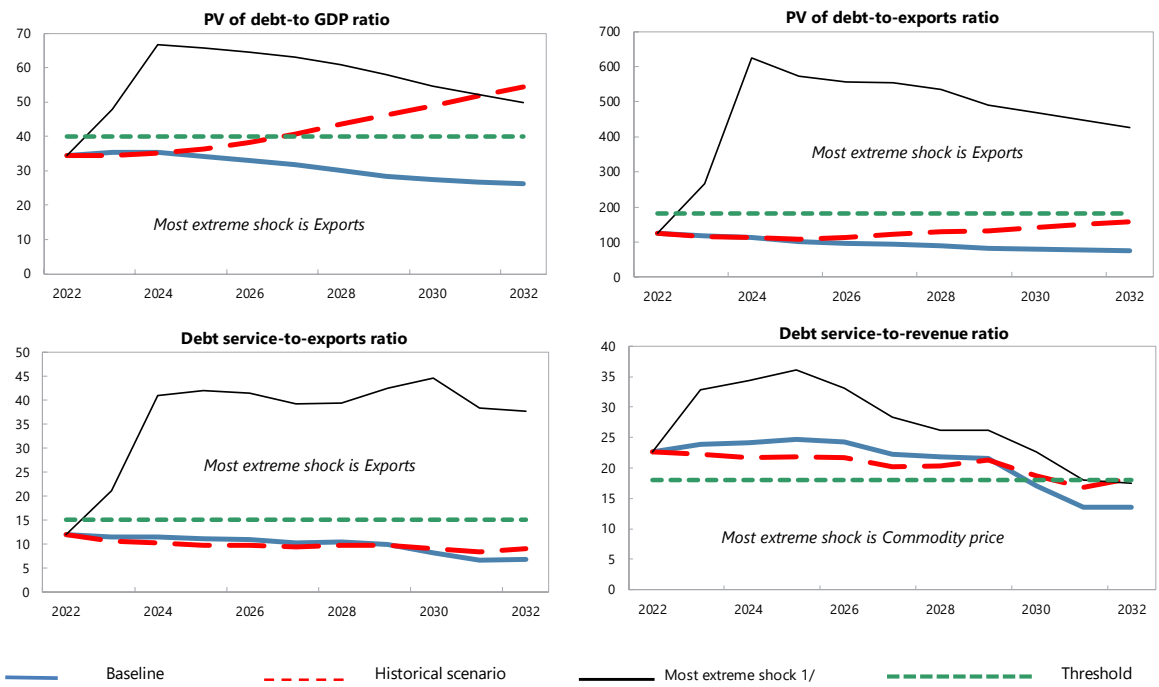 PV of debt-to GDP ratio
70
60
50
40
30
20
10
0
Most extreme shock is Exports
2022 2024 2026 2028 2030 2032
PV of debt-to-exports ratio
700
600
500
400
300
200
100
0
Most extreme shock is Exports
2022 2024 2026 2028 2030 2032
Debt service-to-exports ratio
50
45
40
35
30
25
20
15
10
5
0
Most extreme shock is Exports
2022 2024 2026 2028 2030 2032
Debt service-to-revenue ratio
40
35
30
25
20
15
10
5
0
Most extreme shock is Commodity price
2022 2024 2026 2028 2030 2032
Baseline Historical scenario Most extreme shock 1/ Threshold